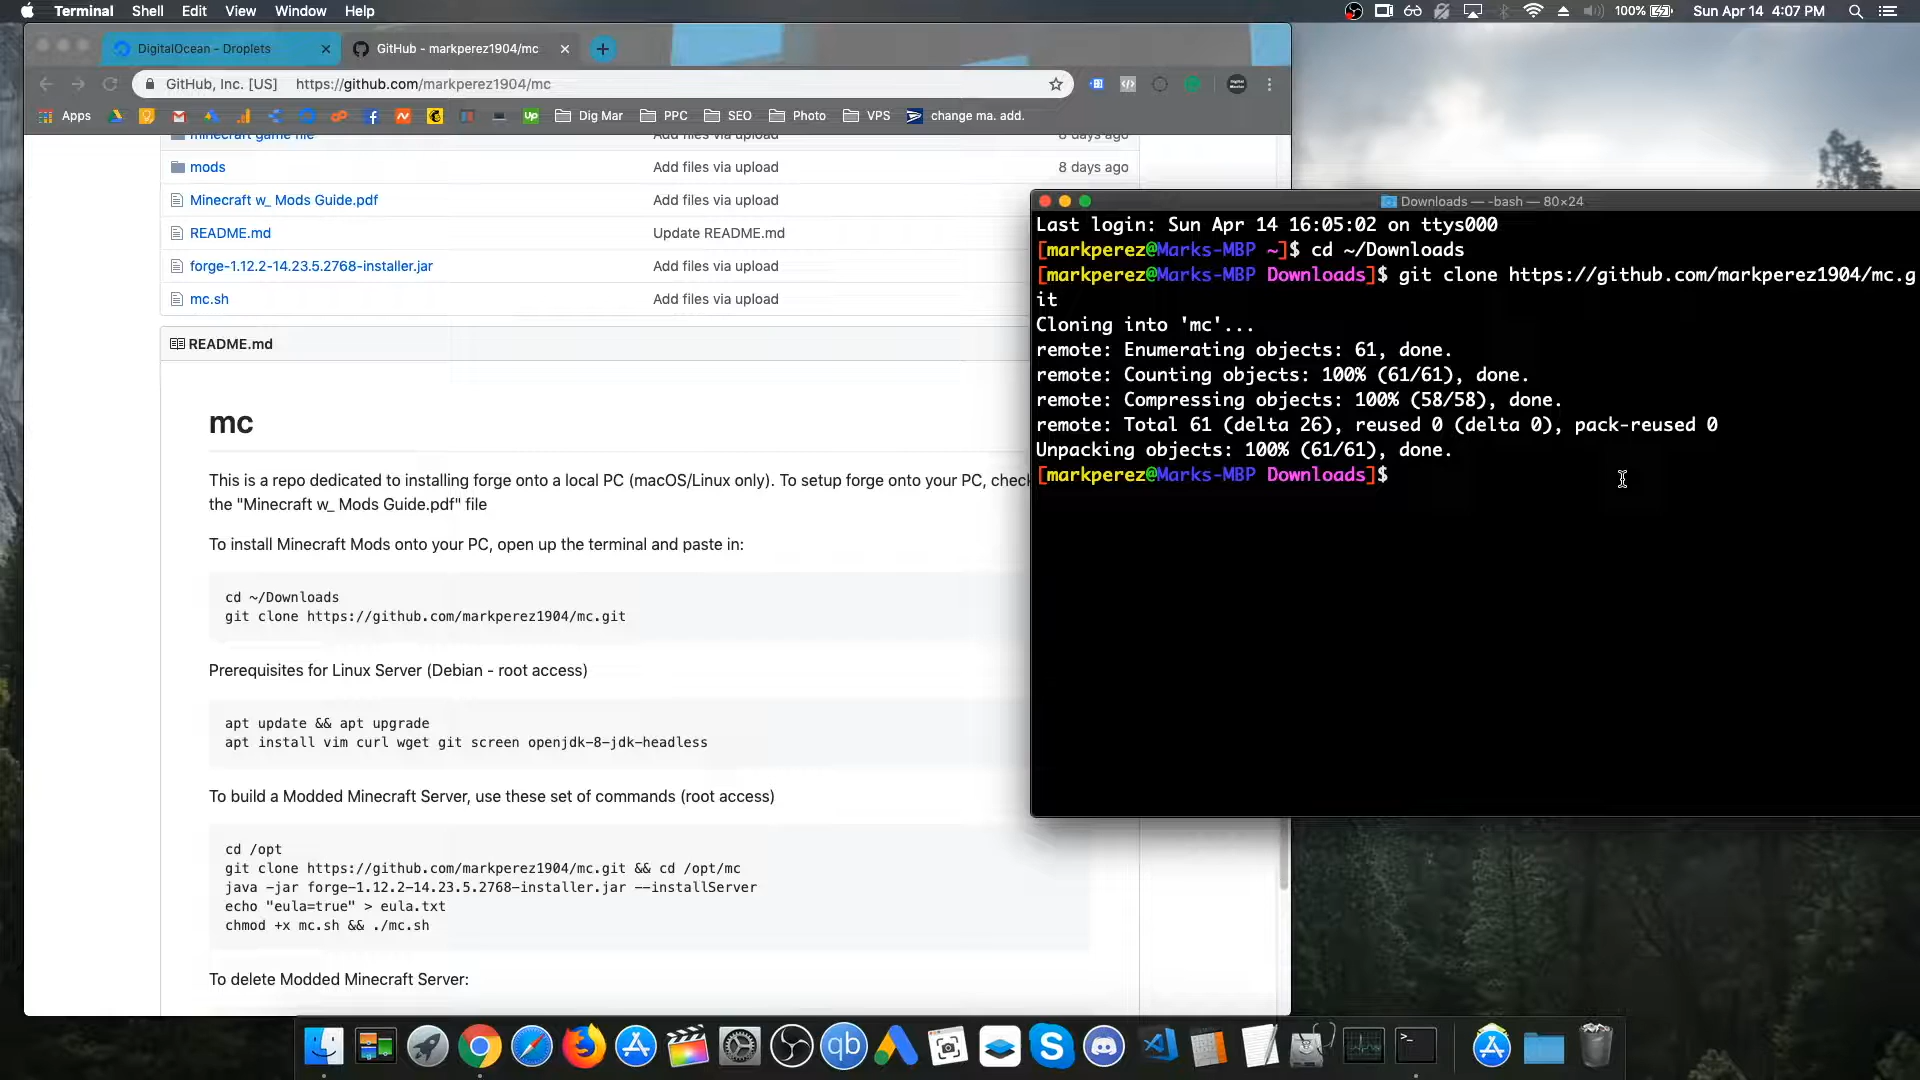 Terminal Shell Edit View Window Help
100% Sun Apr 14 4:07 PM
DigitalOcean - Droplets
GitHub - markperez1904/mc
GitHub, Inc. [US] https://github.com/markperez1904/mc
Apps Up Dig Mar PPC SEO Photo VPS change ma. add.
minecraft game file Add files via upload 8 days ago
mods Add files via upload 8 days ago
Minecraft w_ Mods Guide.pdf Add files via upload
README.md Update README.md
forge-1.12.2-14.23.5.2768-installer.jar Add files via upload
mc.sh Add files via upload
README.md
mc
This is a repo dedicated to installing forge onto a local PC (macOS/Linux only). To setup forge onto your PC, check
the "Minecraft w_ Mods Guide.pdf" file
To install Minecraft Mods onto your PC, open up the terminal and paste in:
cd ~/Downloads
git clone https://github.com/markperez1904/mc.git
Prerequisites for Linux Server (Debian - root access)
apt update && apt upgrade
apt install vim curl wget git screen openjdk-8-jdk-headless
To build a Modded Minecraft Server, use these set of commands (root access)
cd /opt
git clone https://github.com/markperez1904/mc.git && cd /opt/mc
java -jar forge-1.12.2-14.23.5.2768-installer.jar --installServer
echo "eula=true" > eula.txt
chmod +x mc.sh && ./mc.sh
To delete Modded Minecraft Server:
Downloads — -bash — 80×24
Last login: Sun Apr 14 16:05:02 on ttys000
[markperez@Marks-MBP ~]$ cd ~/Downloads
[markperez@Marks-MBP Downloads]$ git clone https://github.com/markperez1904/mc.g
it
Cloning into 'mc'...
remote: Enumerating objects: 61, done.
remote: Counting objects: 100% (61/61), done.
remote: Compressing objects: 100% (58/58), done.
remote: Total 61 (delta 26), reused 0 (delta 0), pack-reused 0
Unpacking objects: 100% (61/61), done.
[markperez@Marks-MBP Downloads]$
qb